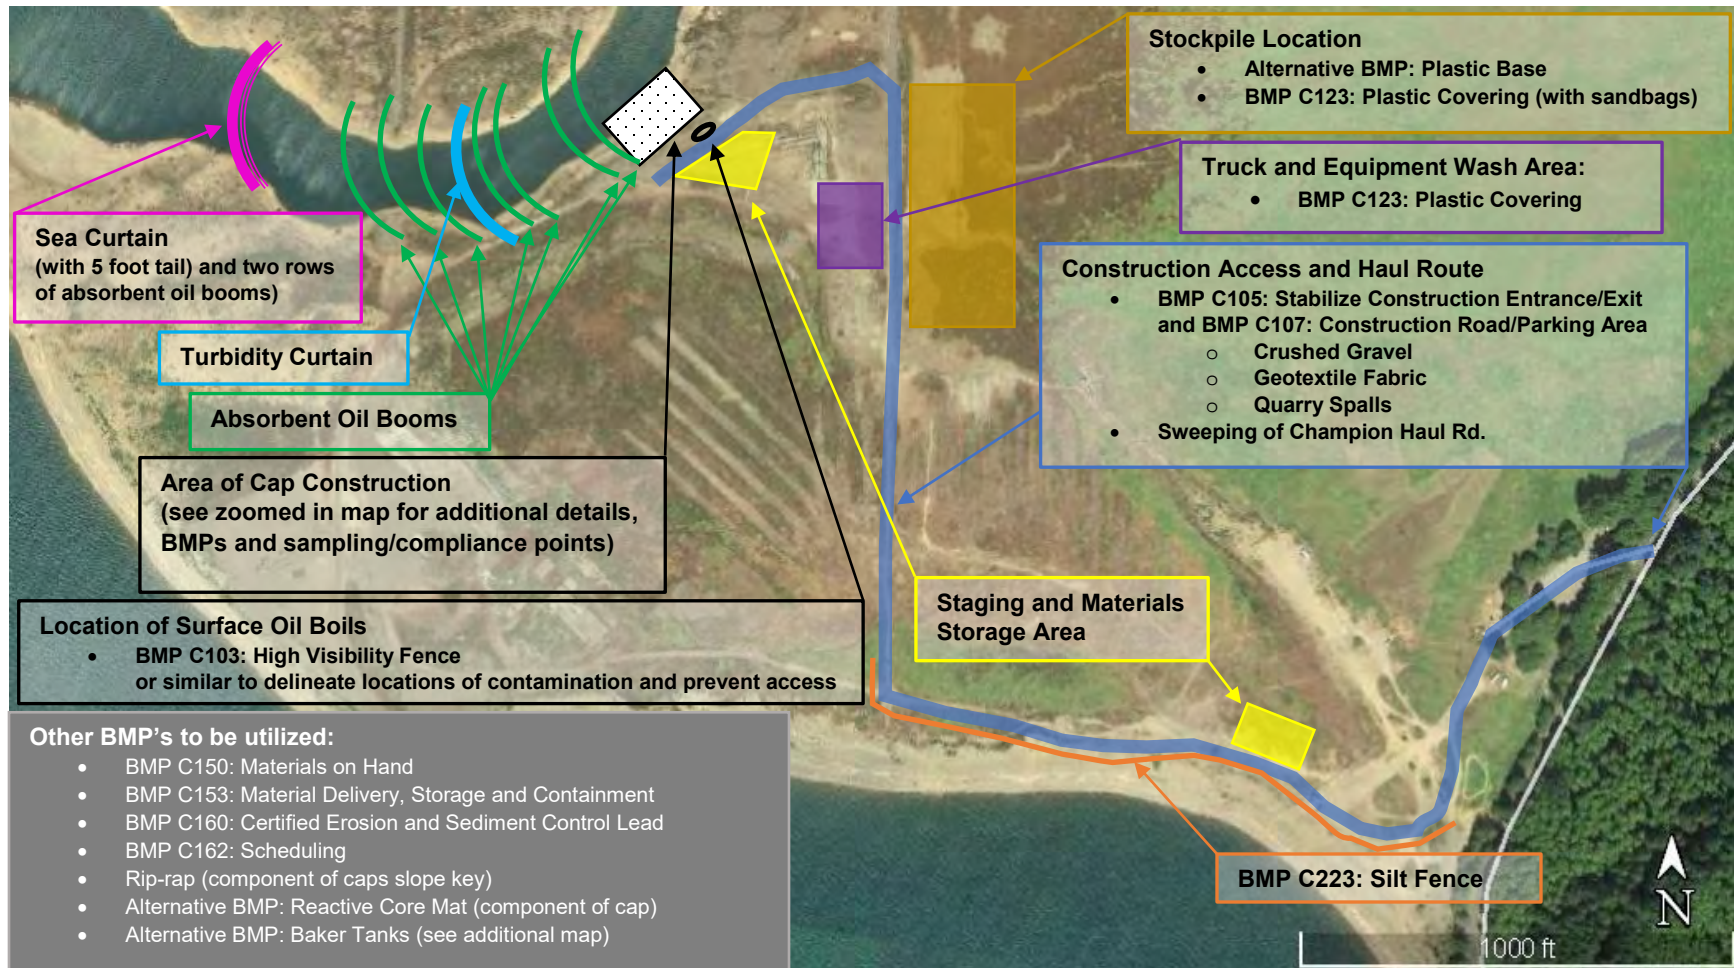 Stockpile Location
• Alternative BMP: Plastic Base
• BMP C123: Plastic Covering (with sandbags)
Truck and Equipment Wash Area:
• BMP C123: Plastic Covering
Sea Curtain
(with 5 foot tail) and two rows
of absorbent oil booms)
Construction Access and Haul Route
• BMP C105: Stabilize Construction Entrance/Exit
and BMP C107: Construction Road/Parking Area
o Crushed Gravel
o Geotextile Fabric
o Quarry Spalls
• Sweeping of Champion Haul Rd.
Turbidity Curtain
Absorbent Oil Booms
Area of Cap Construction
(see zoomed in map for additional details,
BMPs and sampling/compliance points)
Staging and Materials
Storage Area
Location of Surface Oil Boils
• BMP C103: High Visibility Fence
or similar to delineate locations of contamination and prevent access
Other BMP's to be utilized:
• BMP C150: Materials on Hand
• BMP C153: Material Delivery, Storage and Containment
• BMP C160: Certified Erosion and Sediment Control Lead
• BMP C162: Scheduling
• Rip-rap (component of caps slope key)
• Alternative BMP: Reactive Core Mat (component of cap)
• Alternative BMP: Baker Tanks (see additional map)
BMP C223: Silt Fence
N
1000 ft